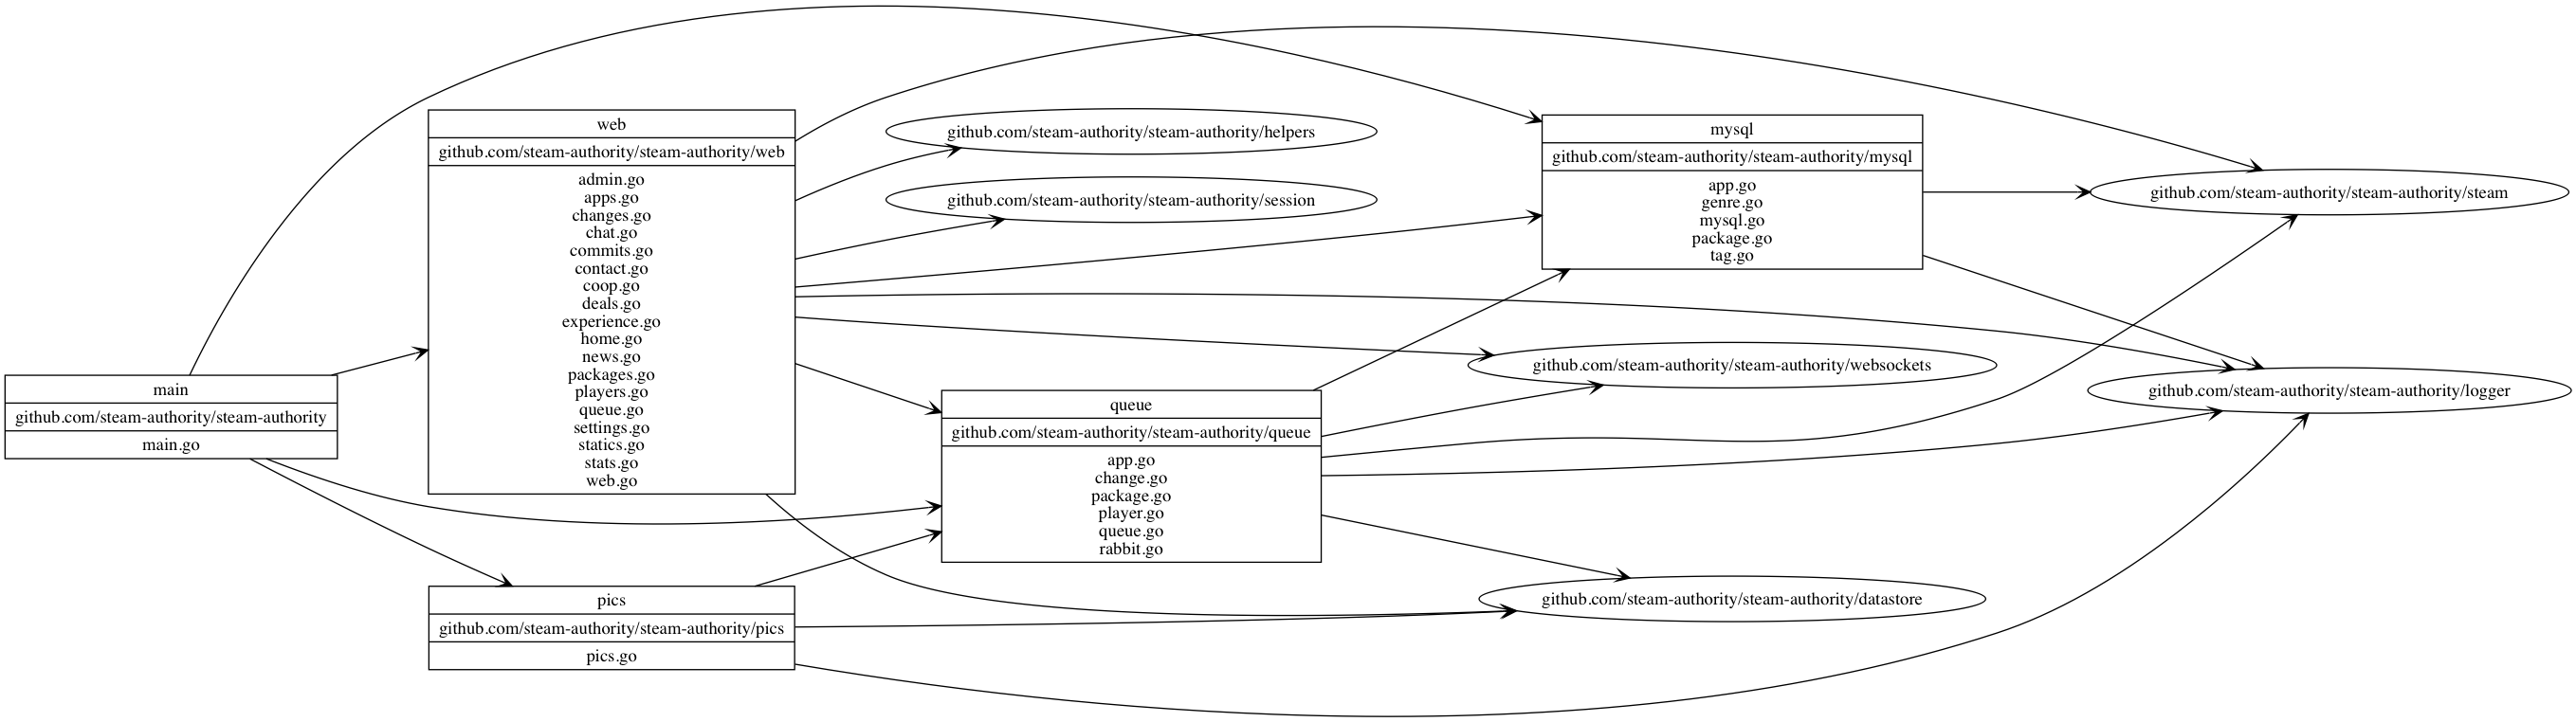 main
github.com/steam-authority/steam-authority
main.go
web
github.com/steam-authority/steam-authority/web
admin.go
apps.go
changes.go
chat.go
commits.go
contact.go
coop.go
deals.go
experience.go
home.go
news.go
packages.go
players.go
queue.go
settings.go
statics.go
stats.go
web.go
pics
github.com/steam-authority/steam-authority/pics
pics.go
github.com/steam-authority/steam-authority/helpers
github.com/steam-authority/steam-authority/session
queue
github.com/steam-authority/steam-authority/queue
app.go
change.go
package.go
player.go
queue.go
rabbit.go
mysql
github.com/steam-authority/steam-authority/mysql
app.go
genre.go
mysql.go
package.go
tag.go
github.com/steam-authority/steam-authority/websockets
github.com/steam-authority/steam-authority/datastore
github.com/steam-authority/steam-authority/steam
github.com/steam-authority/steam-authority/logger